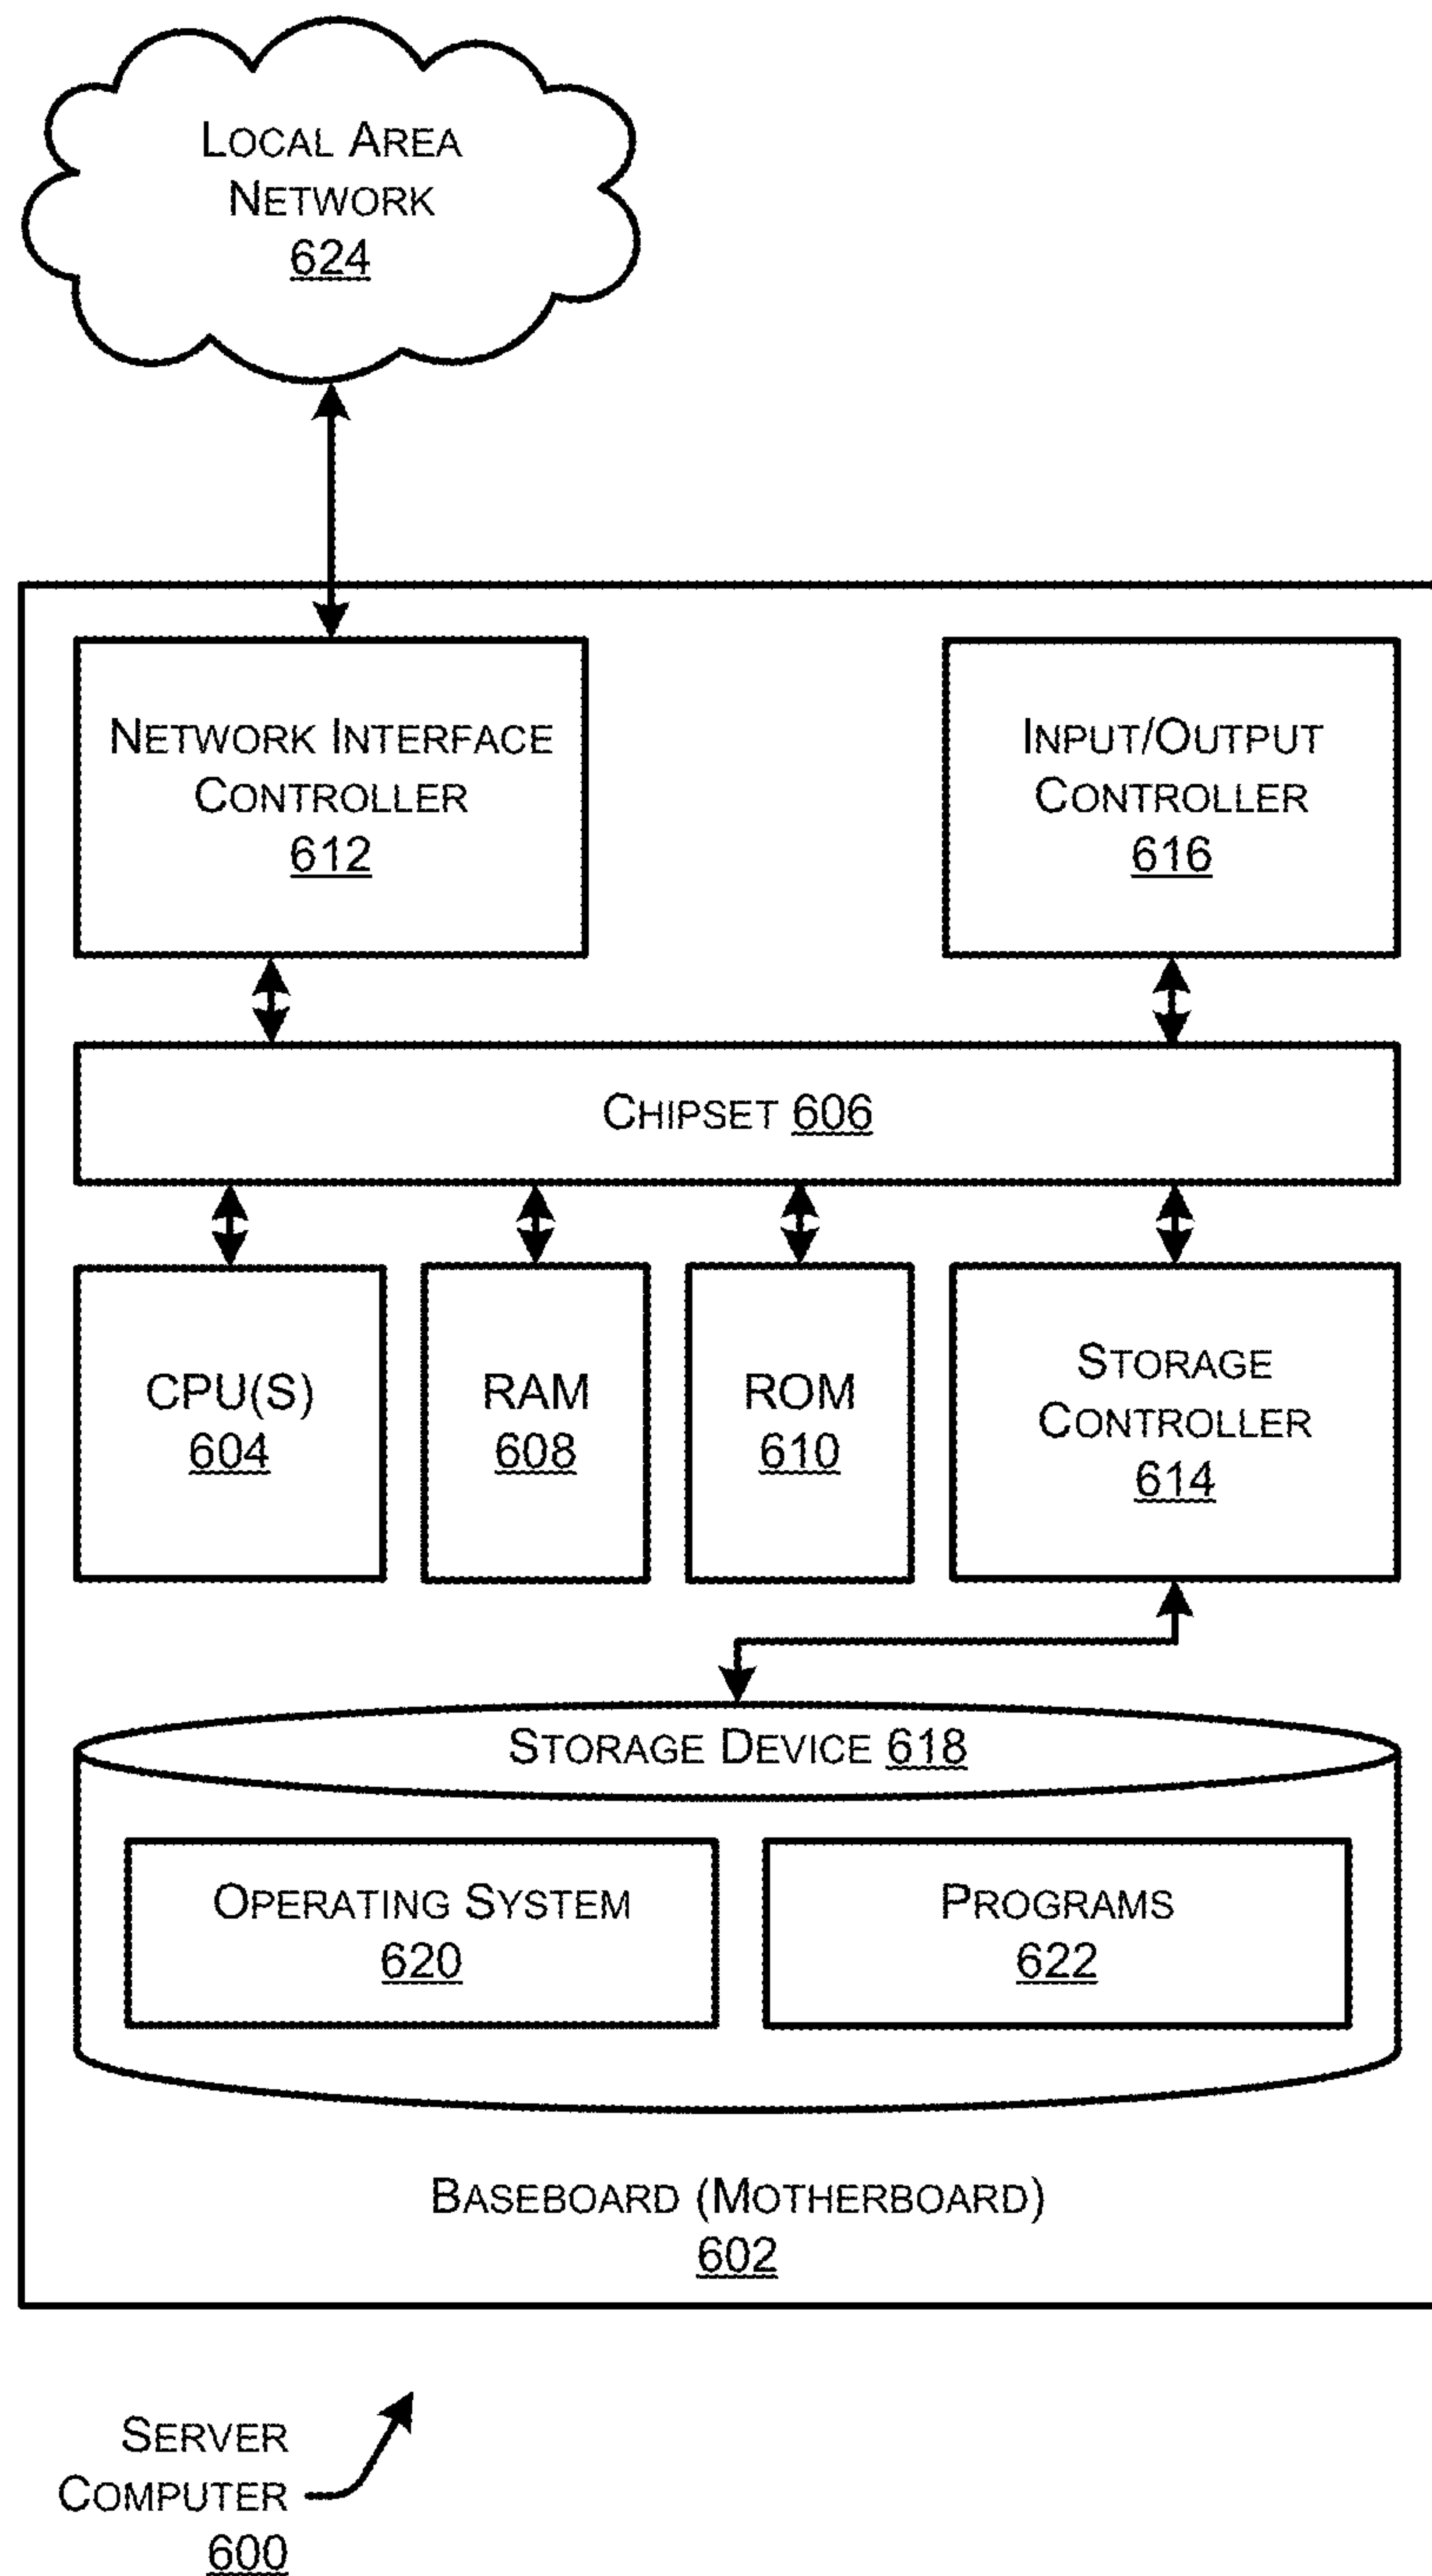 LOCAL AREA
NETWORK
624
NETWORK INTERFACE
CONTROLLER
612
INPUT/OUTPUT
CONTROLLER
616
CHIPSET 606
CPU(S)
604
RAM
608
ROM
610
STORAGE
CONTROLLER
614
STORAGE DEVICE 618
OPERATING SYSTEM
620
PROGRAMS
622
BASEBOARD (MOTHERBOARD)
602
SERVER
COMPUTER
600